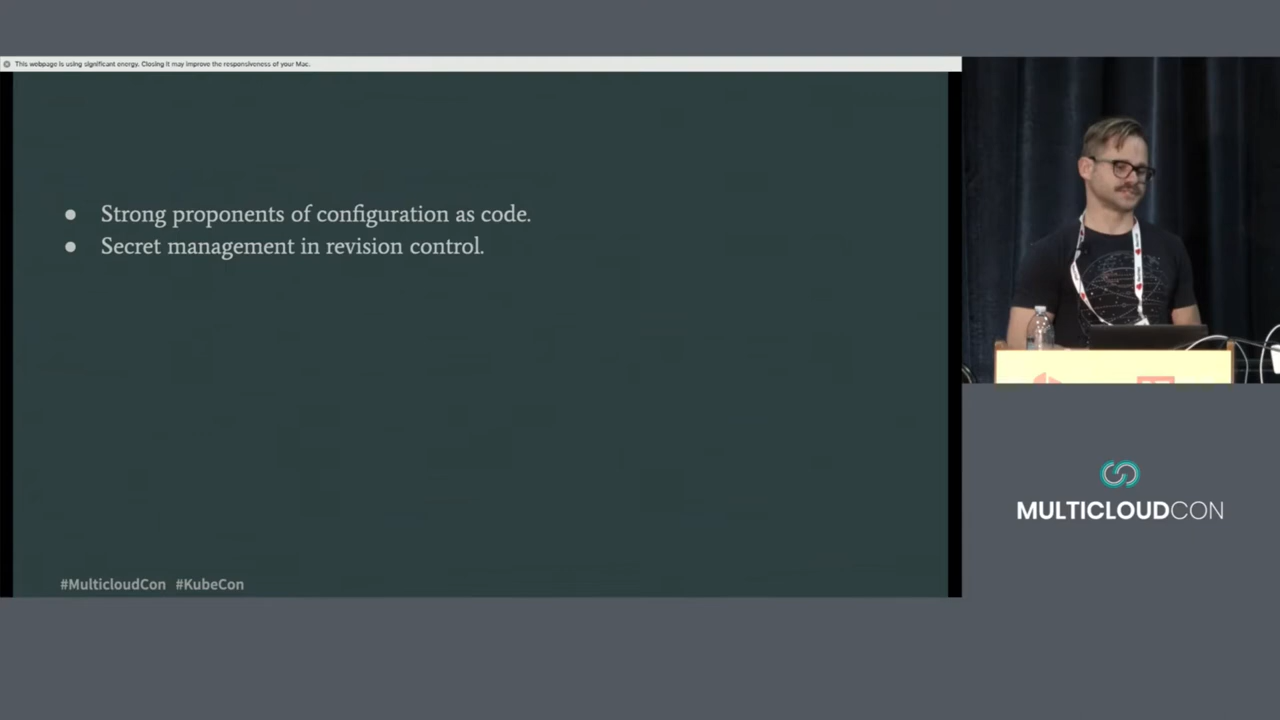 This webpage is using significant energy. Closing it may improve the responsiveness of your Mac.
● Strong proponents of configuration as code.
● Secret management in revision control.
#MulticloudCon #KubeCon
MULTICLOUDCON